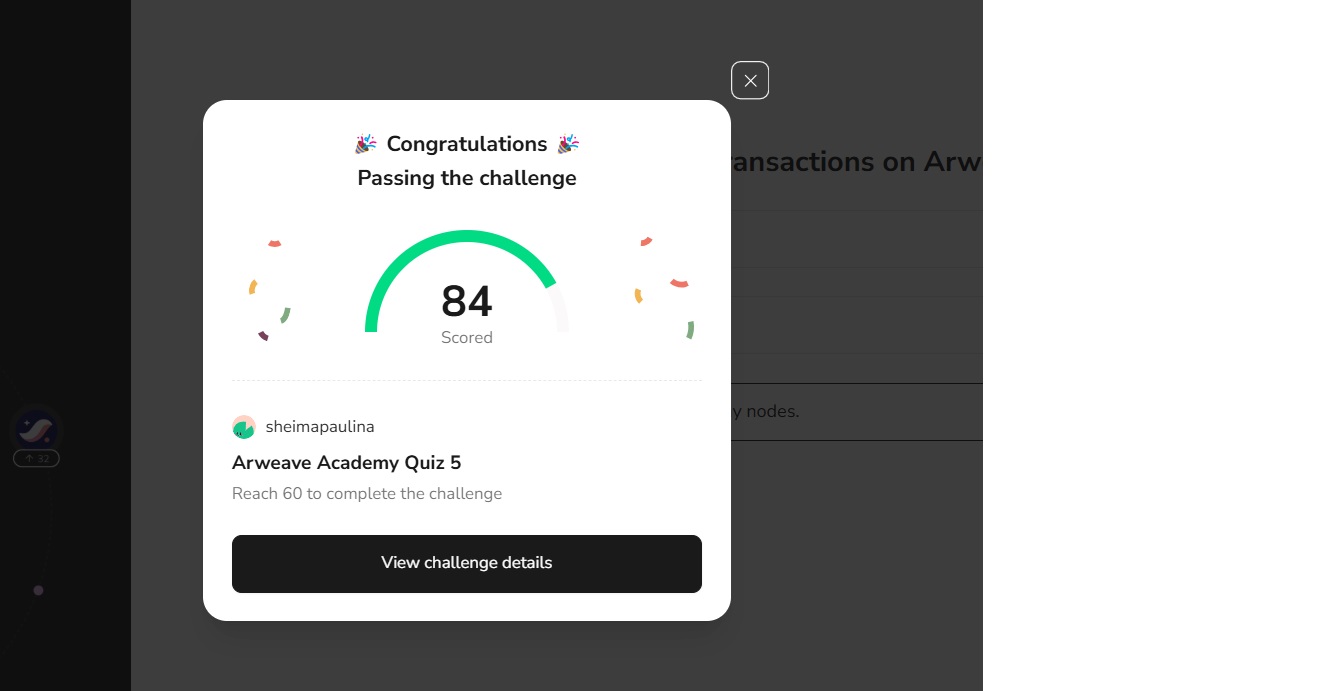 🎉 Congratulations 🎉
Passing the challenge
ransactions on Arw
84
Scored
y nodes.
sheimapaulina
↑ 32
Arweave Academy Quiz 5
Reach 60 to complete the challenge
View challenge details